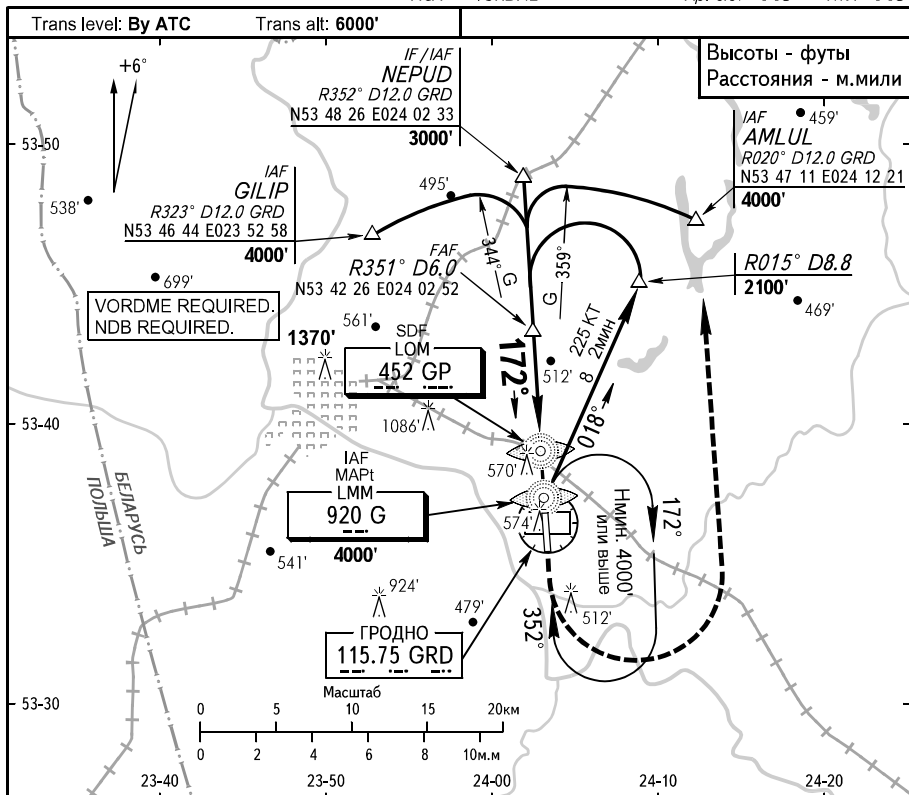 Trans level: By ATC
Trans alt: 6000'
Высоты - футы
Расстояния - м.мили
+6°
IF/IAF
NEPUD
R352° D12.0 GRD
N53 48 26 E024 02 33
3000'
459'
IAF
AMLUL
R020° D12.0 GRD
N53 47 11 E024 12 21
4000'
53-50
IAF
GILIP
R323° D12.0 GRD
N53 46 44 E023 52 58
4000'
495'
538'
344° G
G 359°
FAF
R351° D6.0
N53 42 26 E024 02 52
R015° D8.8
2100'
699'
469'
VORDME REQUIRED.
NDB REQUIRED.
561'
1370'
SDF
LOM
452 GP
172°
512'
225 KT
8 2мин
018°
1086'
53-40
570'
IAF
MAPt
LMM
920 G
4000'
574'
172°
Hмин. 4000'
или выше
БЕЛАРУСЬ
ПОЛЬША
541'
924'
479'
512'
352°
ГРОДНО
115.75 GRD
53-30
Масштаб
0 5 10 15 20км
0 2 4 6 8 10м.м
23-40 23-50 24-00 24-10 24-20